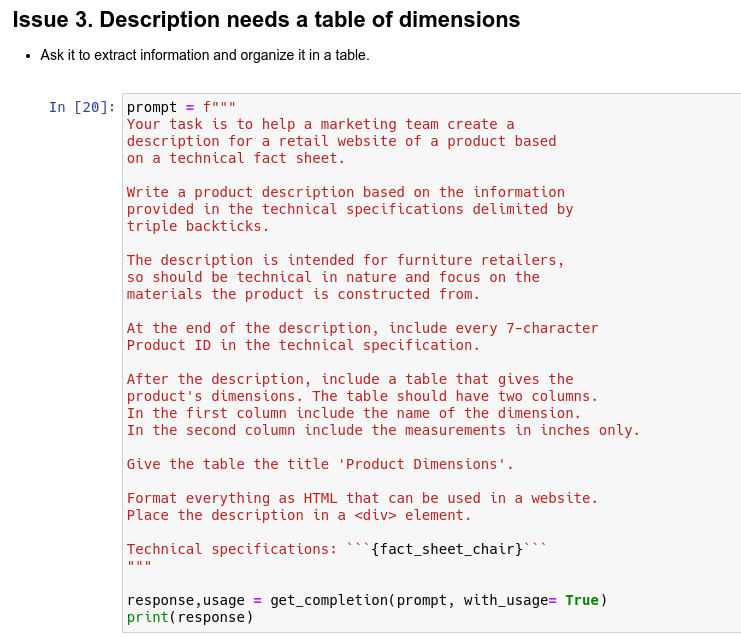 Issue 3. Description needs a table of dimensions
• Ask it to extract information and organize it in a table.
In [20]: prompt = f"""
Your task is to help a marketing team create a
description for a retail website of a product based
on a technical fact sheet.

Write a product description based on the information
provided in the technical specifications delimited by
triple backticks.

The description is intended for furniture retailers,
so should be technical in nature and focus on the
materials the product is constructed from.

At the end of the description, include every 7-character
Product ID in the technical specification.

After the description, include a table that gives the
product's dimensions. The table should have two columns.
In the first column include the name of the dimension.
In the second column include the measurements in inches only.

Give the table the title 'Product Dimensions'.

Format everything as HTML that can be used in a website.
Place the description in a <div> element.

Technical specifications: ```{fact_sheet_chair}```
"""

response,usage = get_completion(prompt, with_usage= True)
print(response)